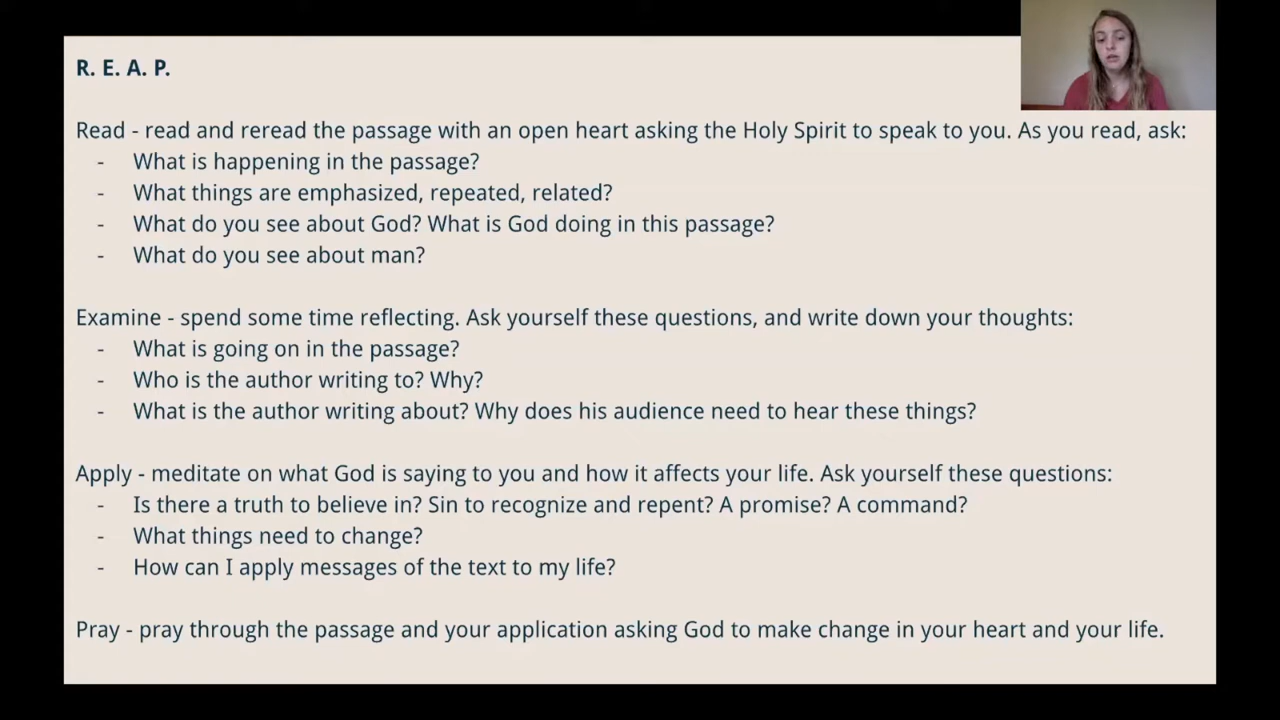 R. E. A. P.
Read - read and reread the passage with an open heart asking the Holy Spirit to speak to you. As you read, ask:
- What is happening in the passage?
- What things are emphasized, repeated, related?
- What do you see about God? What is God doing in this passage?
- What do you see about man?
Examine - spend some time reflecting. Ask yourself these questions, and write down your thoughts:
- What is going on in the passage?
- Who is the author writing to? Why?
- What is the author writing about? Why does his audience need to hear these things?
Apply - meditate on what God is saying to you and how it affects your life. Ask yourself these questions:
- Is there a truth to believe in? Sin to recognize and repent? A promise? A command?
- What things need to change?
- How can I apply messages of the text to my life?
Pray - pray through the passage and your application asking God to make change in your heart and your life.